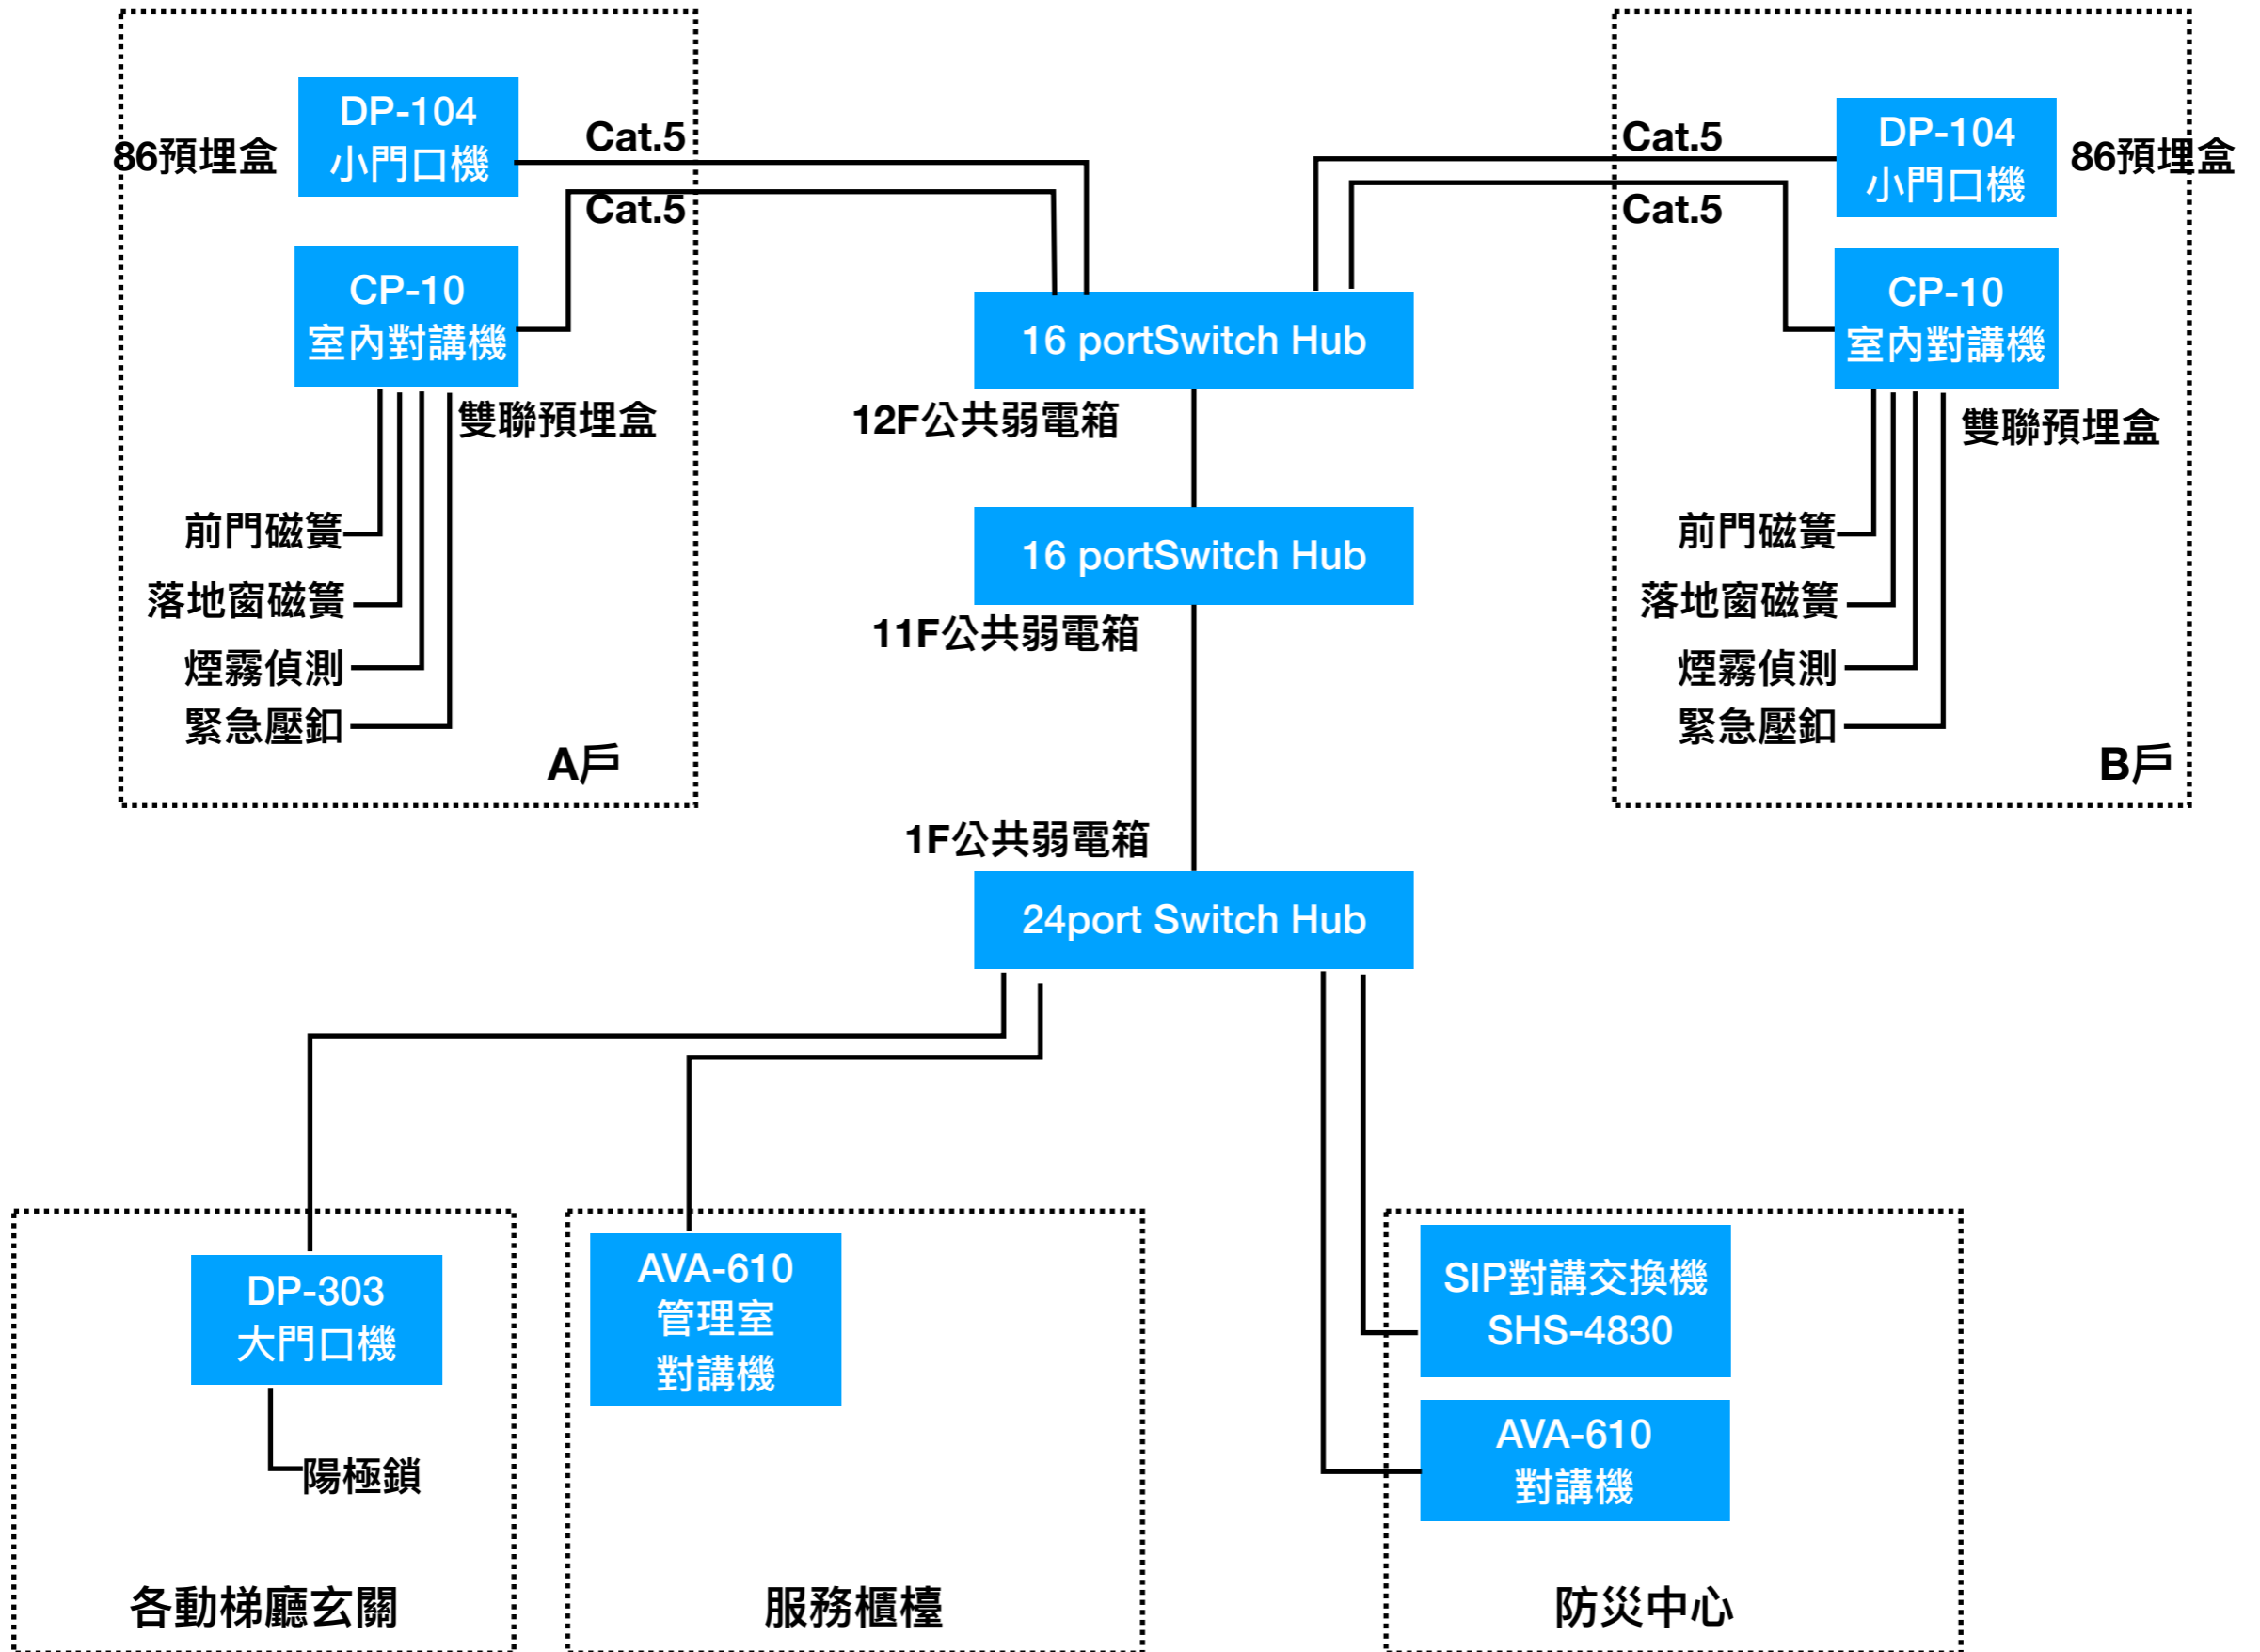 DP-104
小門口機
86預埋盒
Cat.5
Cat.5
CP-10
室內對講機
雙聯預埋盒
前門磁簧
落地窗磁簧
煙霧偵測
緊急壓釦
A戶
Cat.5
Cat.5
DP-104
小門口機
86預埋盒
CP-10
室內對講機
雙聯預埋盒
前門磁簧
落地窗磁簧
煙霧偵測
緊急壓釦
B戶
16 portSwitch Hub
12F公共弱電箱
16 portSwitch Hub
11F公共弱電箱
1F公共弱電箱
24port Switch Hub
DP-303
大門口機
陽極鎖
各動梯廳玄關
AVA-610
管理室
對講機
服務櫃檯
SIP對講交換機
SHS-4830
AVA-610
對講機
防災中心